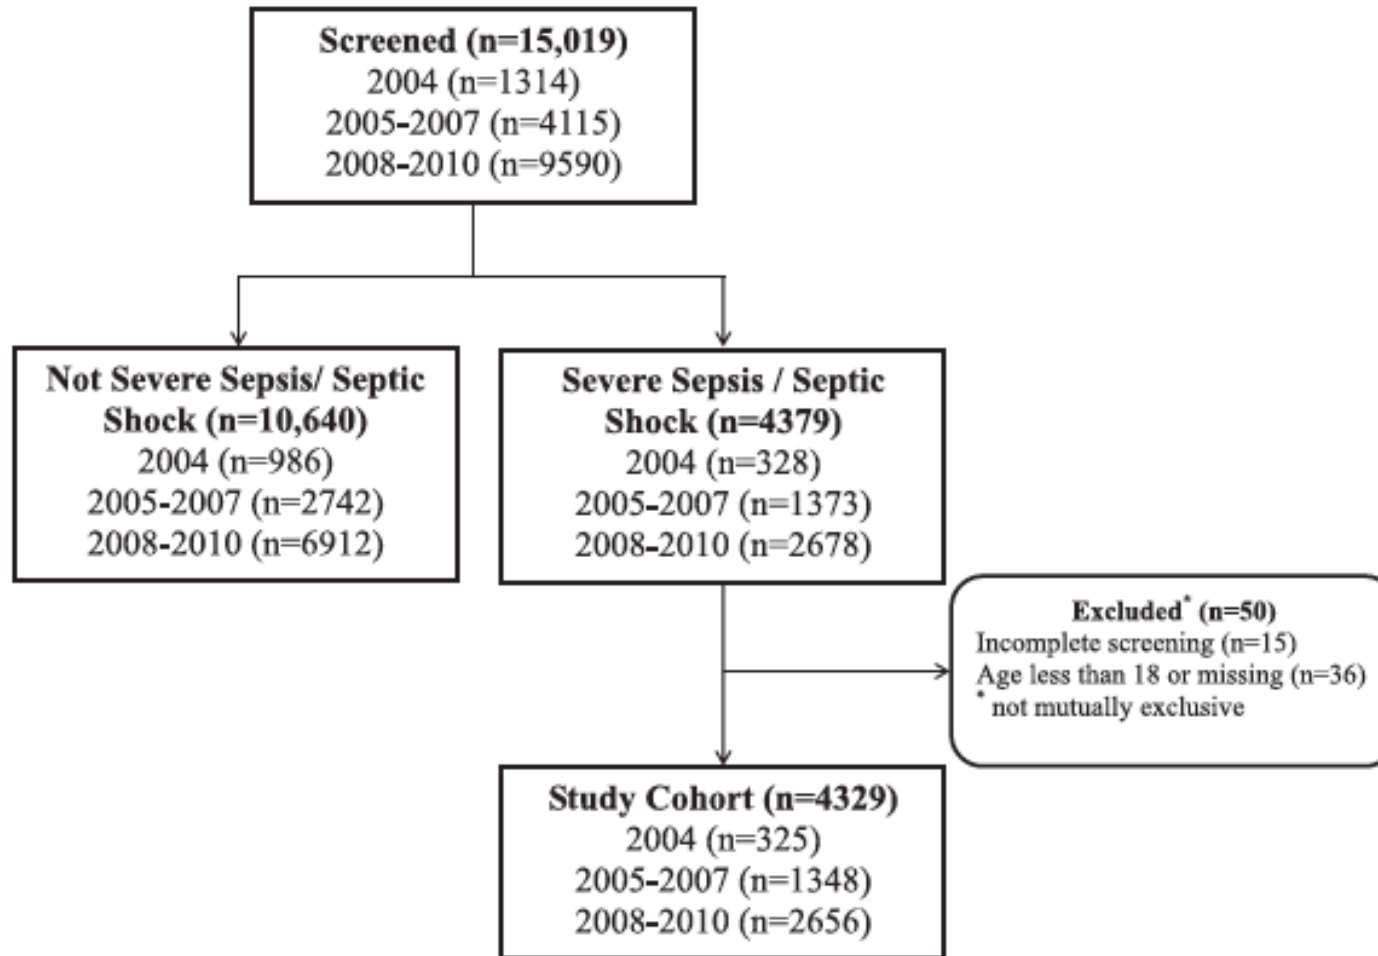 Screened (n=15,019)
2004 (n=1314)
2005-2007 (n=4115)
2008-2010 (n=9590)
Not Severe Sepsis/ Septic
Shock (n=10,640)
2004 (n=986)
2005-2007 (n=2742)
2008-2010 (n=6912)
Severe Sepsis / Septic
Shock (n=4379)
2004 (n=328)
2005-2007 (n=1373)
2008-2010 (n=2678)
Excluded* (n=50)
Incomplete screening (n=15)
Age less than 18 or missing (n=36)
* not mutually exclusive
Study Cohort (n=4329)
2004 (n=325)
2005-2007 (n=1348)
2008-2010 (n=2656)